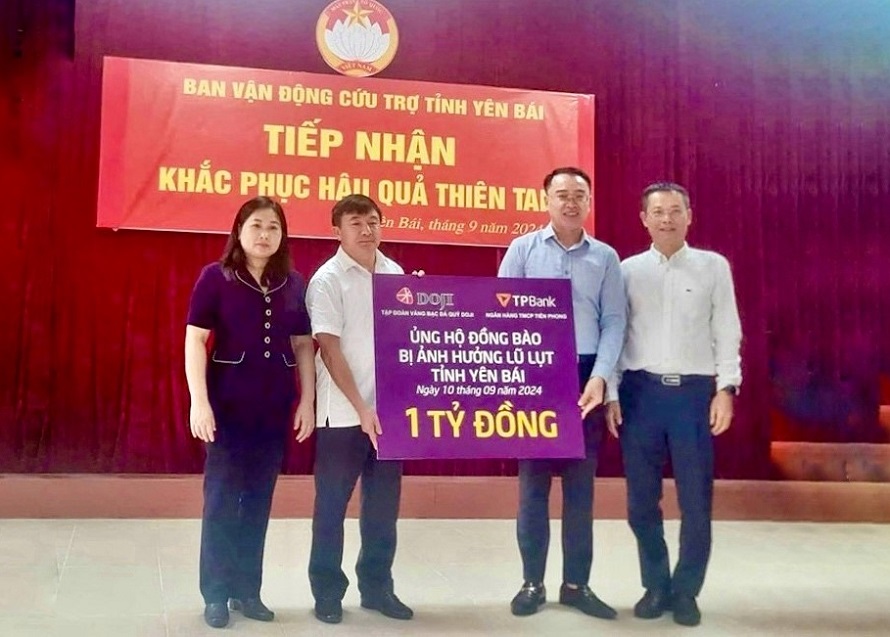 VIỆT NAM
BAN VẬN ĐỘNG CỨU TRỢ TỈNH YÊN BÁI
TIẾP NHẬN
KHẮC PHỤC HẬU QUẢ THIÊN TAI
Yên Bái, tháng 9 năm 2024
DOJI
TẬP ĐOÀN VÀNG BẠC ĐÁ QUÝ DOJI
TPBank
NGÂN HÀNG TMCP TIÊN PHONG
ỦNG HỘ ĐỒNG BÀO
BỊ ẢNH HƯỞNG LŨ LỤT
TỈNH YÊN BÁI
Ngày 10 tháng 09 năm 2024
1 TỶ ĐỒNG